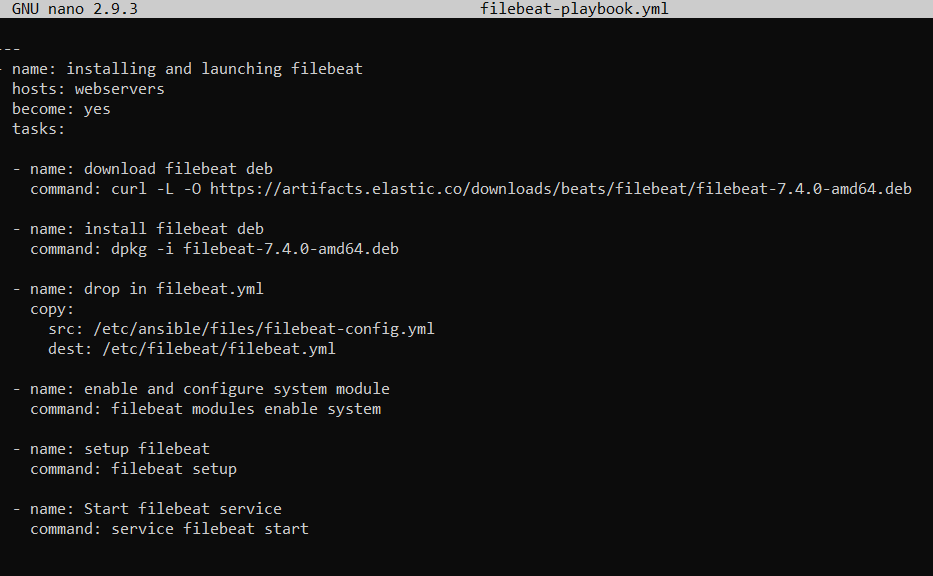 GNU nano 2.9.3 filebeat-playbook.yml
---
- name: installing and launching filebeat
hosts: webservers
become: yes
tasks:
- name: download filebeat deb
command: curl -L -O https://artifacts.elastic.co/downloads/beats/filebeat/filebeat-7.4.0-amd64.deb
- name: install filebeat deb
command: dpkg -i filebeat-7.4.0-amd64.deb
- name: drop in filebeat.yml
copy:
src: /etc/ansible/files/filebeat-config.yml
dest: /etc/filebeat/filebeat.yml
- name: enable and configure system module
command: filebeat modules enable system
- name: setup filebeat
command: filebeat setup
- name: Start filebeat service
command: service filebeat start